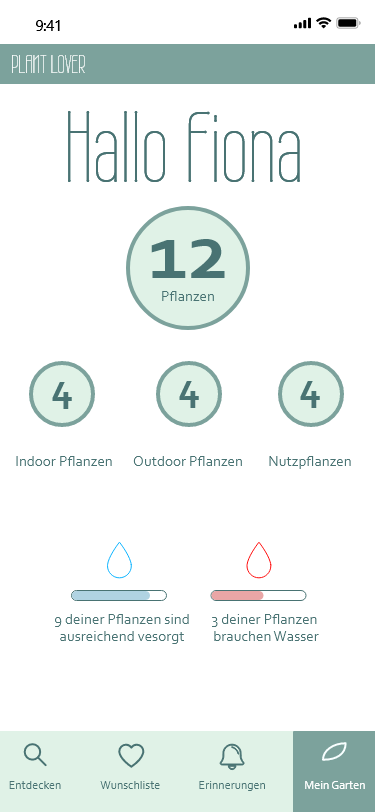 9:41
PLANT LOVER
Hallo Fiona
12
Pflanzen
4
4
4
Indoor Pflanzen
Outdoor Pflanzen
Nutzpflanzen
9 deiner Pflanzen sind
ausreichend vesorgt
3 deiner Pflanzen
brauchen Wasser
Entdecken
Wunschliste
Erinnerungen
Mein Garten